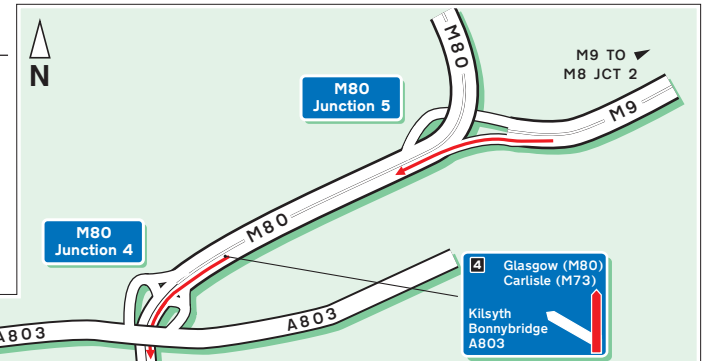 N
M80
M9 TO
M8 JCT 2
M80
Junction 5
M9
M80
M80
Junction 4
4 Glasgow (M80)
Carlisle (M73)
Kilsyth
Bonnybridge
A803
A803
A803